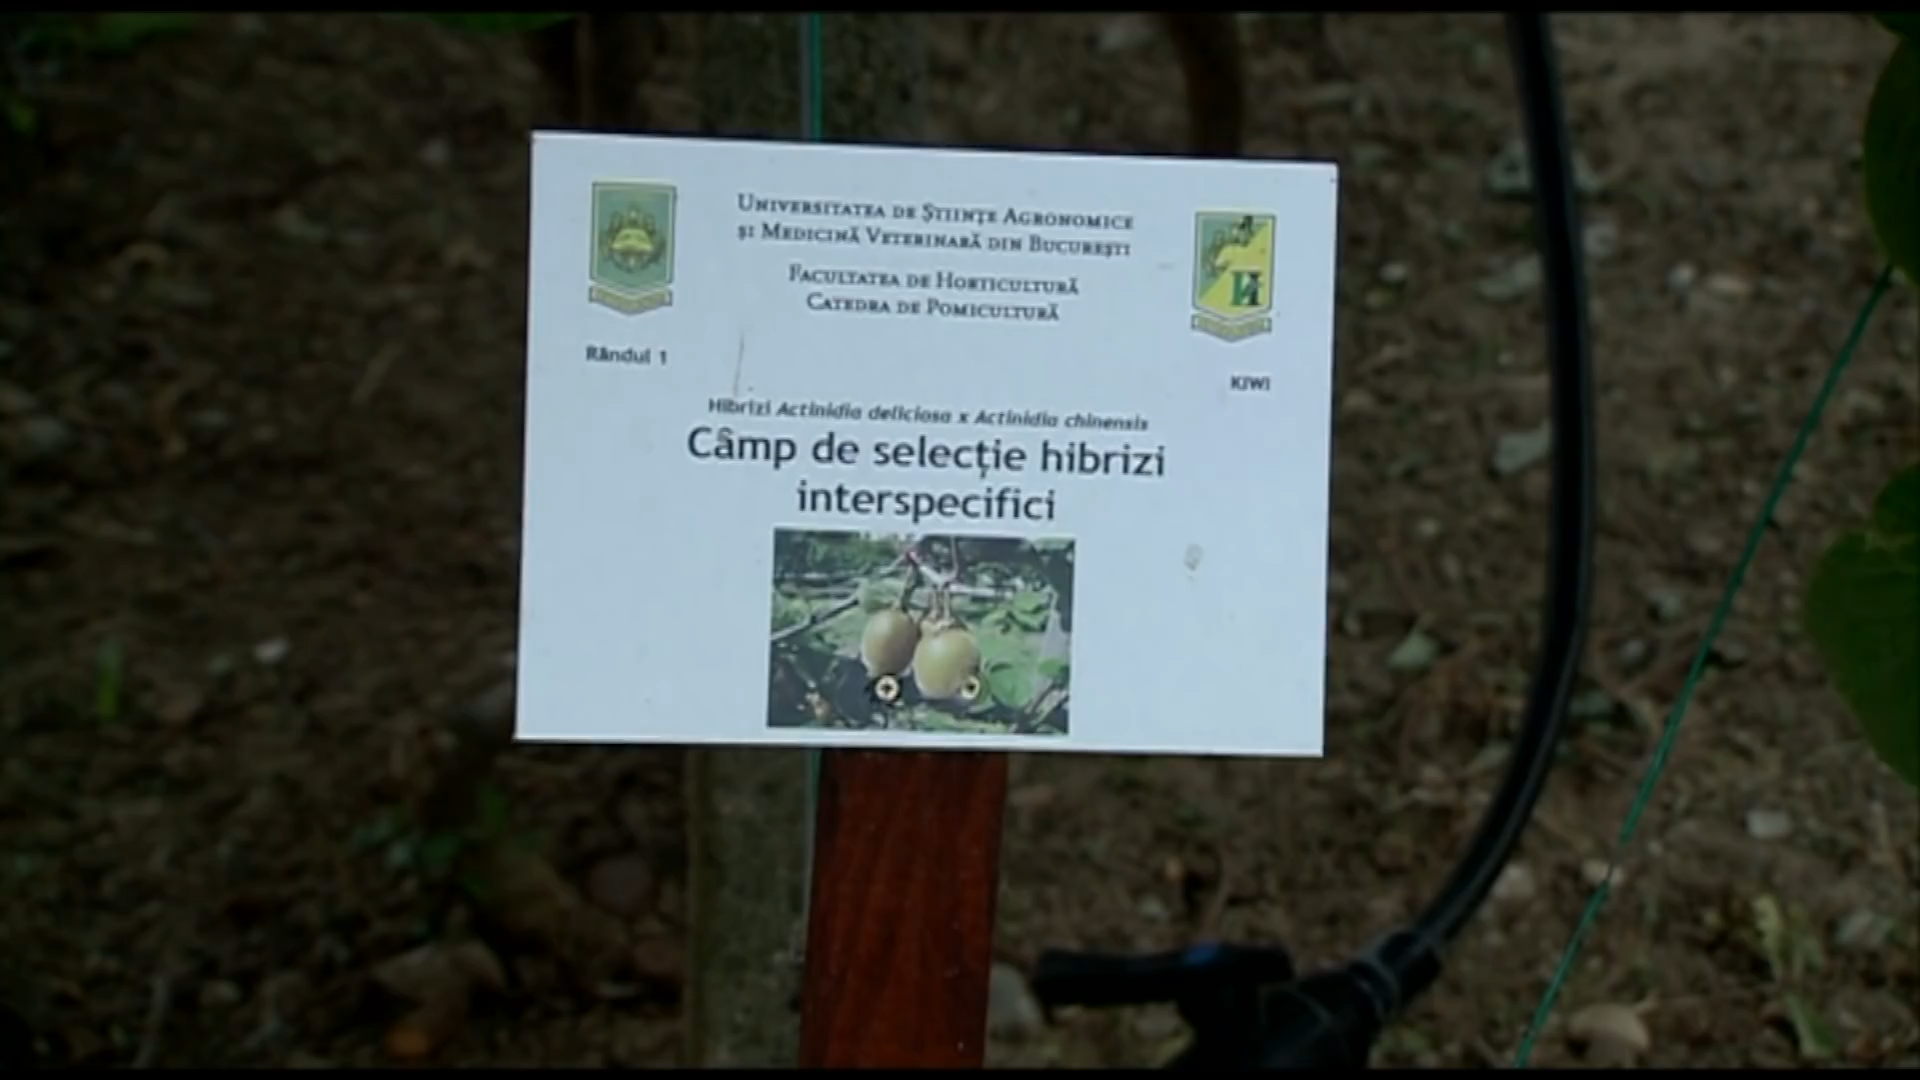 UNIVERSITATEA DE ȘTIINȚE AGRONOMICE
ȘI MEDICINĂ VETERINARĂ DIN BUCUREȘTI
FACULTATEA DE HORTICULTURĂ
CATEDRA DE POMICULTURĂ
Rândul 1
KIWI
Hibrizi Actinidia deliciosa x Actinidia chinensis
Câmp de selecție hibrizi
interspecifici